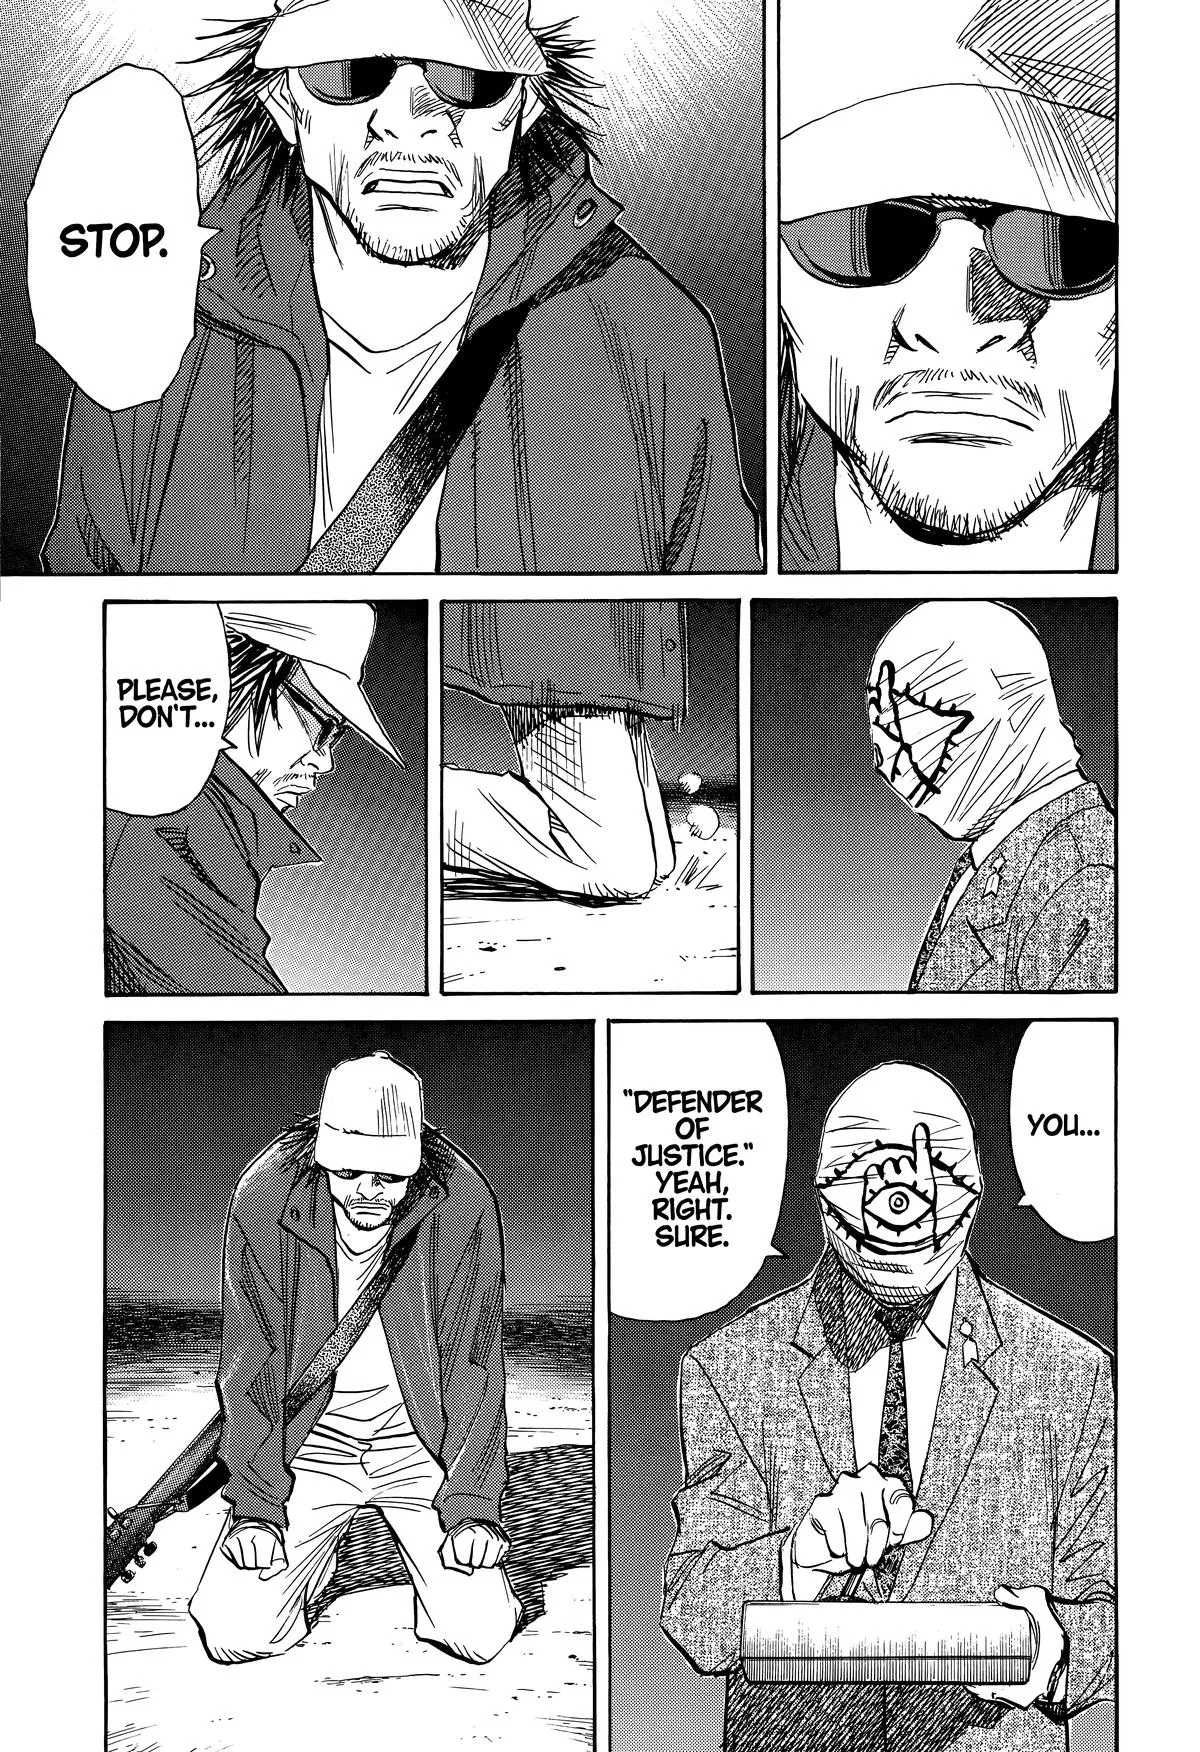 STOP.
PLEASE,
DON'T...
YOU...
"DEFENDER
OF
JUSTICE."
YEAH,
RIGHT.
SURE.